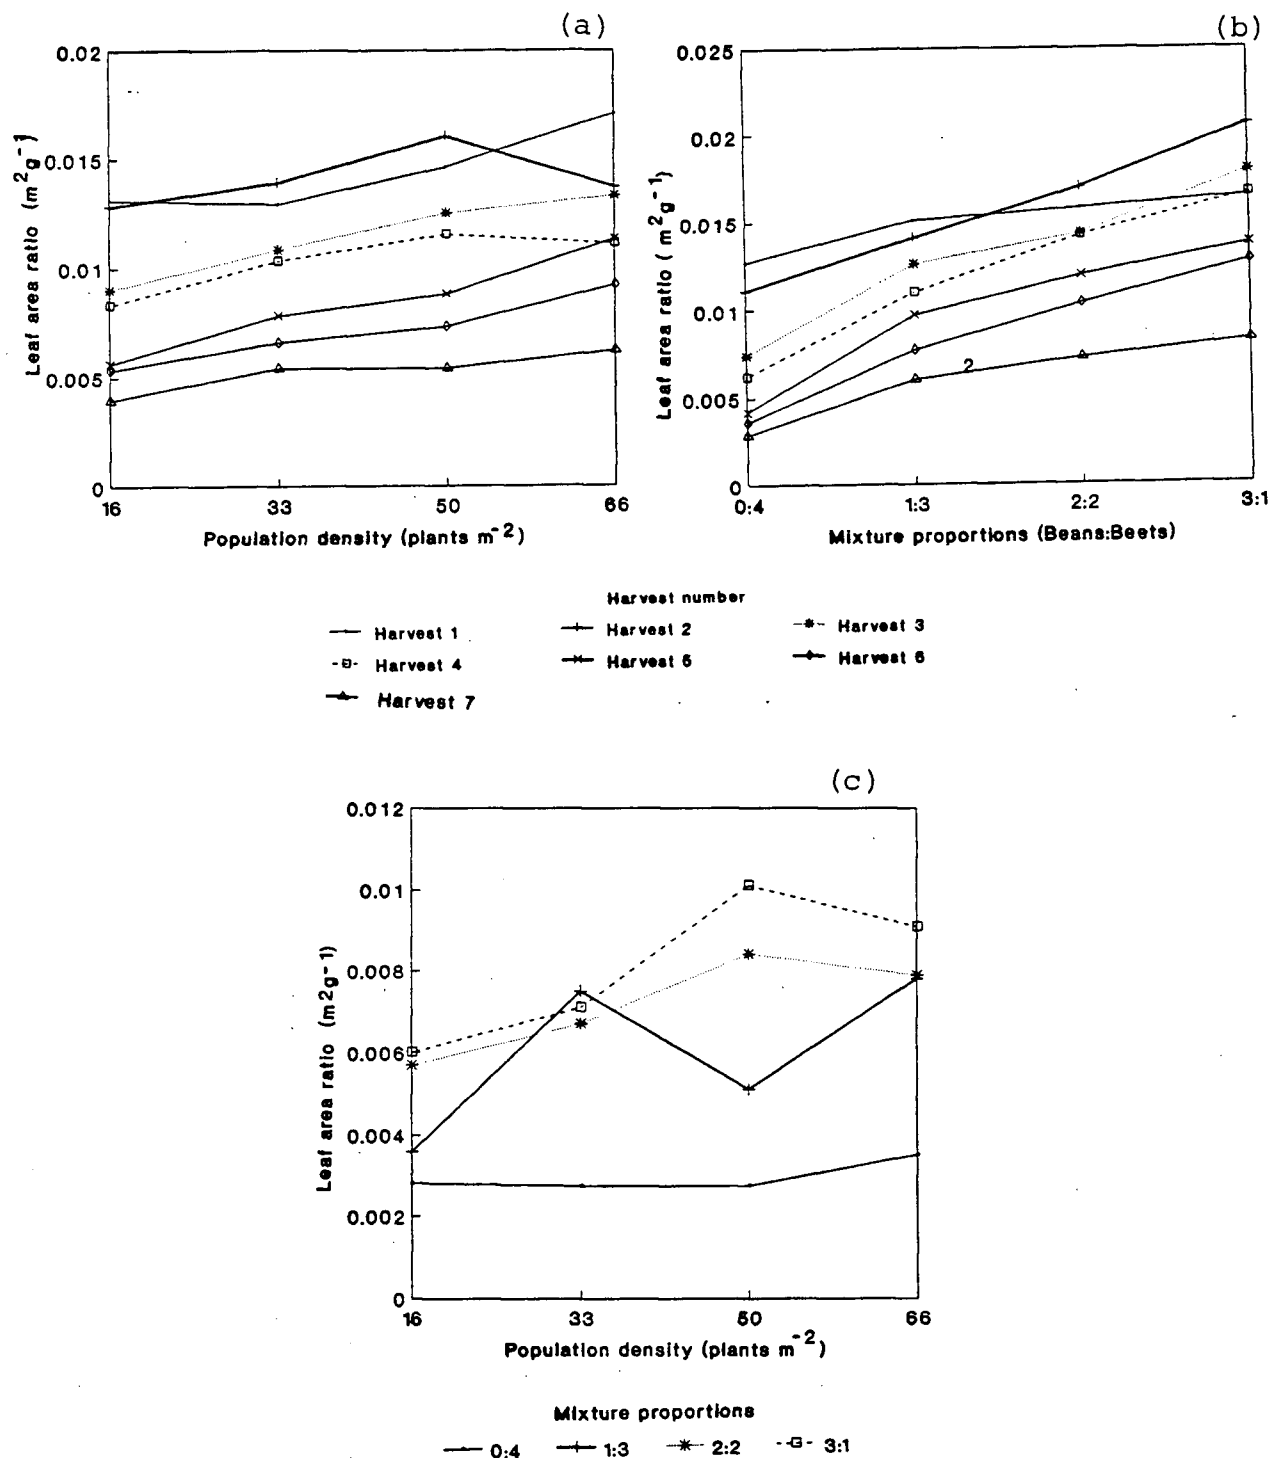 (a)
0.02
0.015
0.01
0.005
0
16 33 50 66
Leaf area ratio (m²g⁻¹)
Population density (plants m⁻²)
(b)
0.025
0.02
0.015
0.01
0.005
0
2
0:4 1:3 2:2 3:1
Leaf area ratio (m²g⁻¹)
Mixture proportions (Beans:Beets)
Harvest number
Harvest 1 Harvest 2 Harvest 3
Harvest 4 Harvest 5 Harvest 6
Harvest 7
(c)
0.012
0.01
0.008
0.006
0.004
0.002
0
16 33 50 66
Leaf area ratio (m2g-1)
Population density (plants m⁻²)
Mixture proportions
0:4 1:3 2:2 3:1